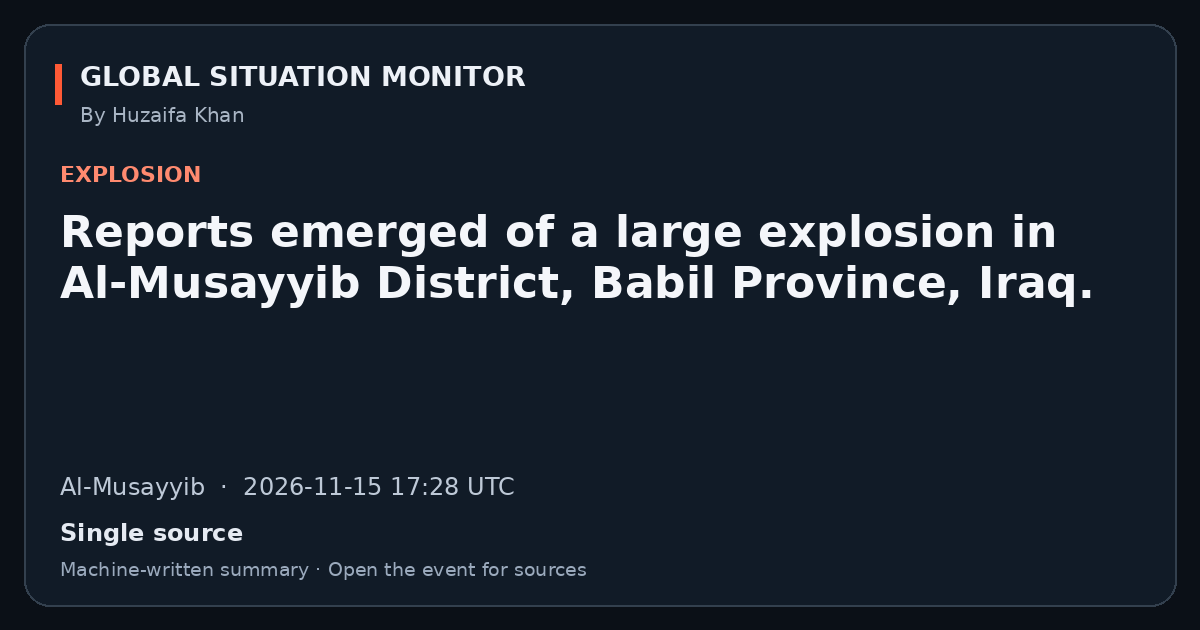 GLOBAL SITUATION MONITOR
By Huzaifa Khan
EXPLOSION
Reports emerged of a large explosion in
Al-Musayyib District, Babil Province, Iraq.
Al-Musayyib · 2026-11-15 17:28 UTC
Single source
Machine-written summary · Open the event for sources